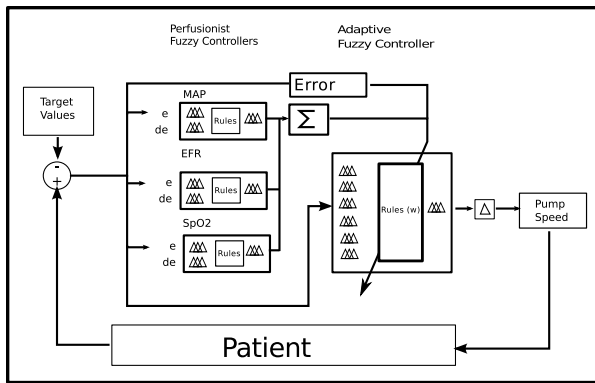 Perfusionist
Fuzzy Controllers
Adaptive
Fuzzy Controller
Target
Values
-
+
MAP
e
de
Rules
EFR
e
de
Rules
SpO2
e
de
Rules
Error
Σ
Rules (w)
Δ
Pump
Speed
Patient